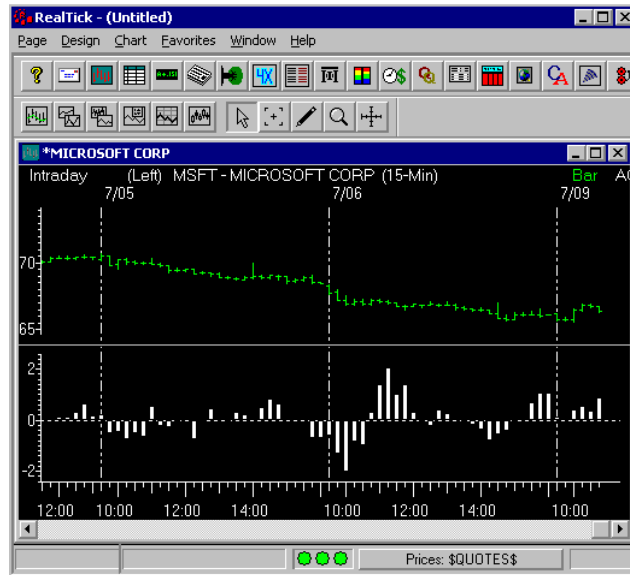 RealTick - (Untitled)
Page Design Chart Favorites Window Help
? 4X $ CA
*MICROSOFT CORP
Intraday (Left) MSFT - MICROSOFT CORP (15-Min) Bar
7/05 7/06 7/09
70
65
2
0
-2
12:00 10:00 12:00 14:00 10:00 12:00 14:00 10:00
Prices: $QUOTES$